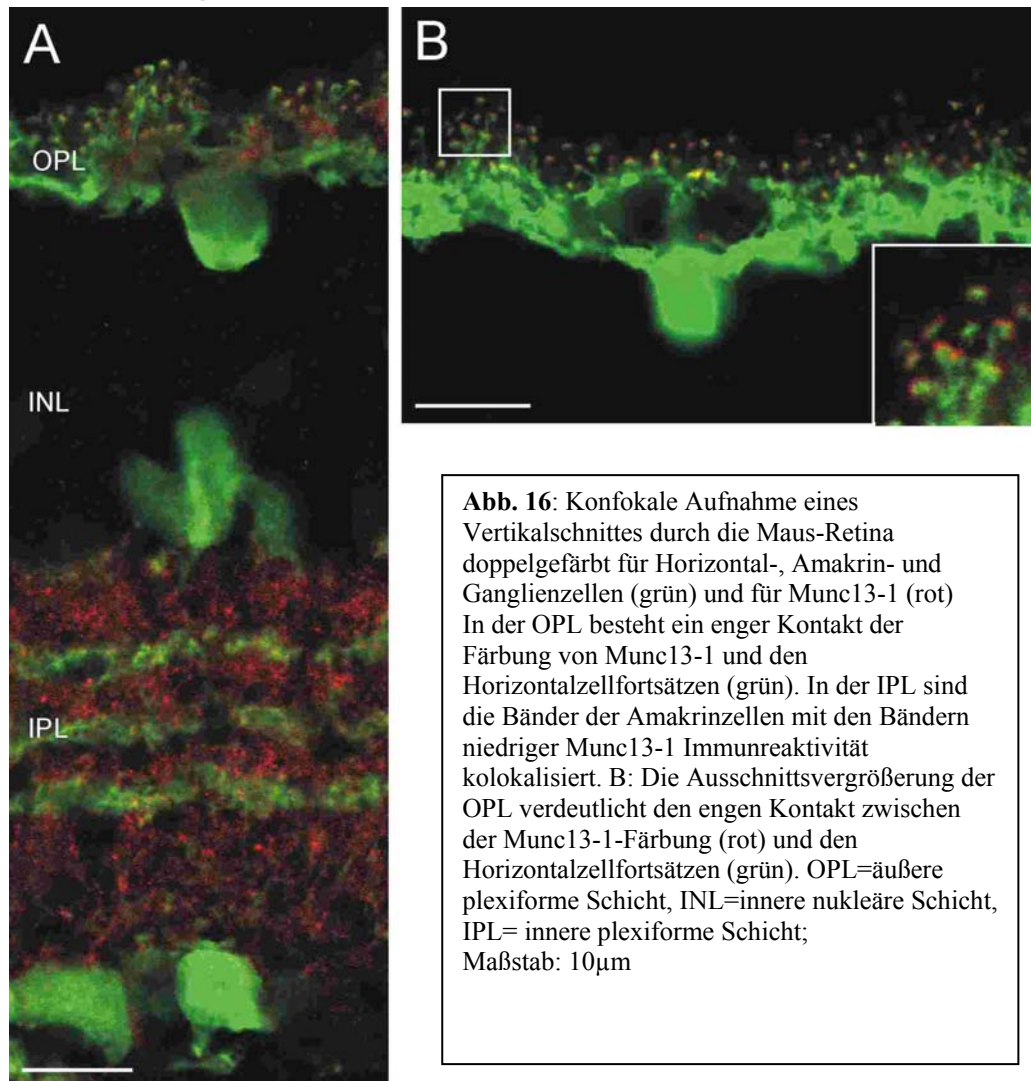 A
B
OPL
INL
IPL
Abb. 16: Konfokale Aufnahme eines
Vertikalschnittes durch die Maus-Retina
doppelgefärbt für Horizontal-, Amakrin- und
Ganglienzellen (grün) und für Munc13-1 (rot)
In der OPL besteht ein enger Kontakt der
Färbung von Munc13-1 und den
Horizontalzellfortsätzen (grün). In der IPL sind
die Bänder der Amakrinzellen mit den Bändern
niedriger Munc13-1 Immunreaktivität
kolokalisiert. B: Die Ausschnittsvergrößerung der
OPL verdeutlicht den engen Kontakt zwischen
der Munc13-1-Färbung (rot) und den
Horizontalzellfortsätzen (grün). OPL=äußere
plexiforme Schicht, INL=innere nukleäre Schicht,
IPL= innere plexiforme Schicht;
Maßstab: 10µm